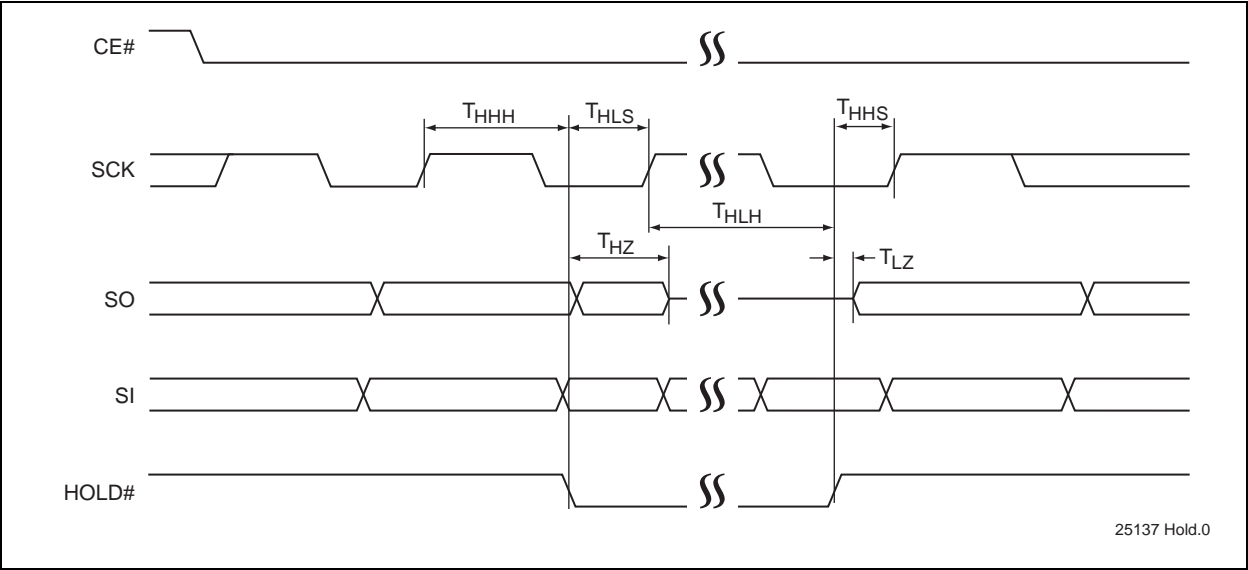 CE#
THHH
THLS
THHS
SCK
THLH
THZ
TLZ
SO
SI
HOLD#
25137 Hold.0